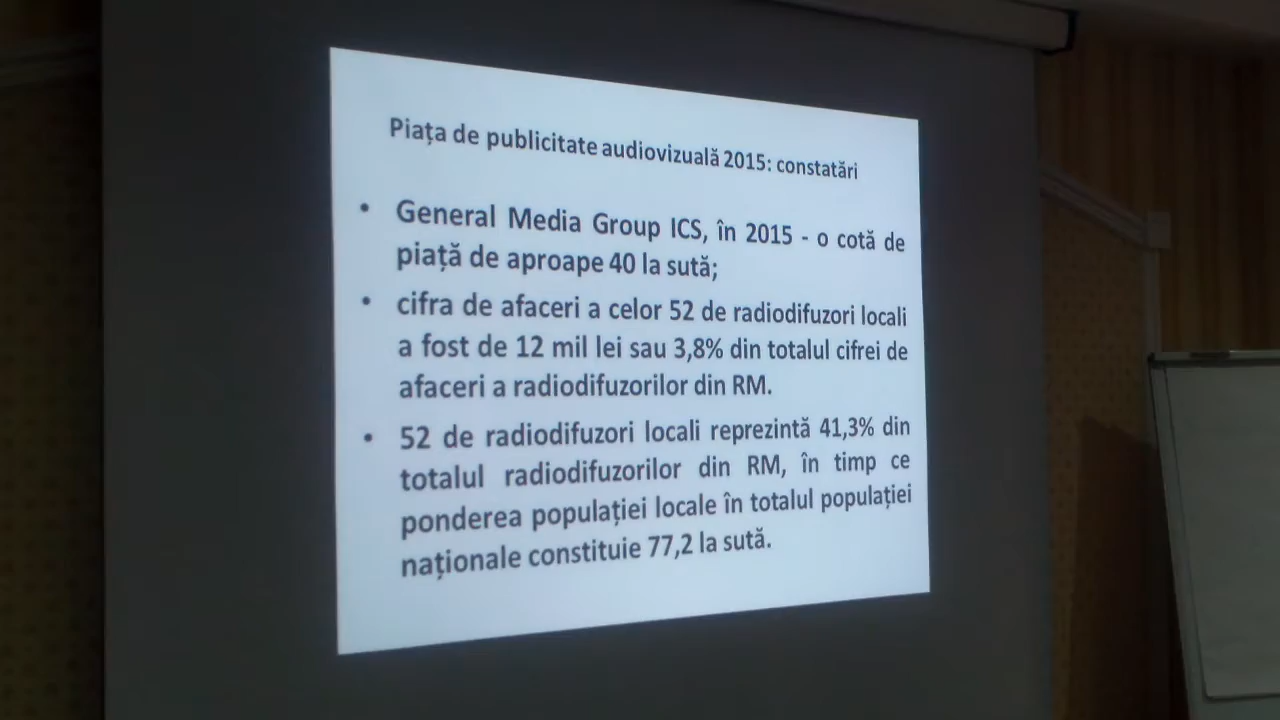 Piața de publicitate audiovizuală 2015: constatări
• General Media Group ICS, în 2015 - o cotă de
piață de aproape 40 la sută;
• cifra de afaceri a celor 52 de radiodifuzori locali
a fost de 12 mil lei sau 3,8% din totalul cifrei de
afaceri a radiodifuzorilor din RM.
• 52 de radiodifuzori locali reprezintă 41,3% din
totalul radiodifuzorilor din RM, în timp ce
ponderea populației locale în totalul populației
naționale constituie 77,2 la sută.